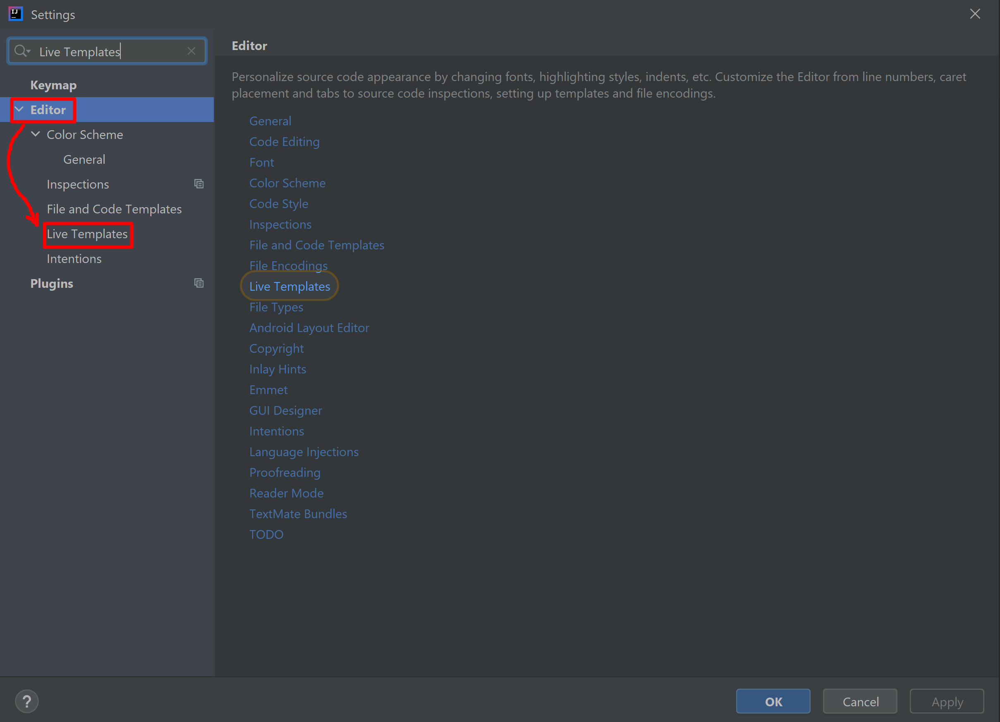 IJ
Settings
Live Templates
Keymap
Editor
Color Scheme
General
Inspections
File and Code Templates
Live Templates
Intentions
Plugins
Editor
Personalize source code appearance by changing fonts, highlighting styles, indents, etc. Customize the Editor from line numbers, caret
placement and tabs to source code inspections, setting up templates and file encodings.
General
Code Editing
Font
Color Scheme
Code Style
Inspections
File and Code Templates
File Encodings
Live Templates
File Types
Android Layout Editor
Copyright
Inlay Hints
Emmet
GUI Designer
Intentions
Language Injections
Proofreading
Reader Mode
TextMate Bundles
TODO
?
OK
Cancel
Apply